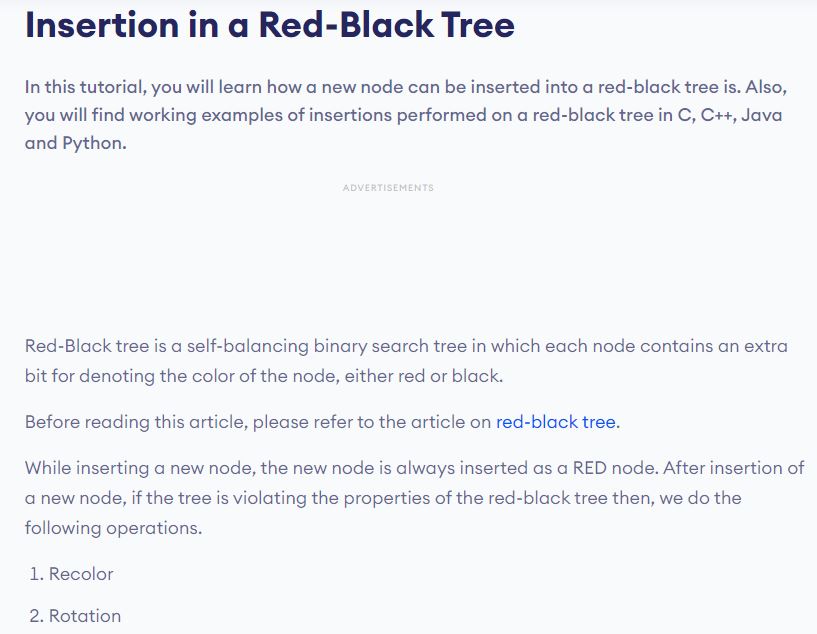 Insertion in a Red-Black Tree
In this tutorial, you will learn how a new node can be inserted into a red-black tree is. Also,
you will find working examples of insertions performed on a red-black tree in C, C++, Java
and Python.
ADVERTISEMENTS
Red-Black tree is a self-balancing binary search tree in which each node contains an extra
bit for denoting the color of the node, either red or black.
Before reading this article, please refer to the article on red-black tree.
While inserting a new node, the new node is always inserted as a RED node. After insertion of
a new node, if the tree is violating the properties of the red-black tree then, we do the
following operations.
1. Recolor
2. Rotation